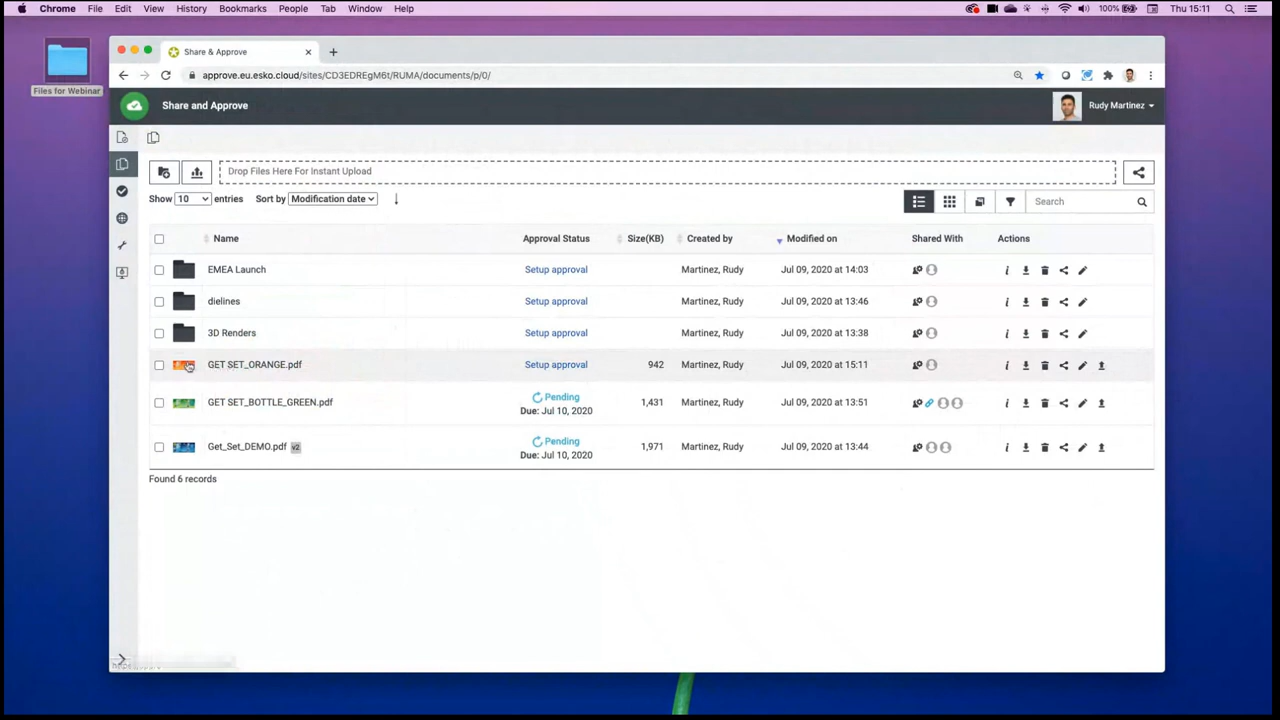 Chrome File Edit View History Bookmarks People Tab Window Help 100% Thu 15:11
Files for Webinar
Share & Approve
approve.eu.esko.cloud/sites/CD3EDREgM6t/RUMA/documents/p/0/
Share and Approve Rudy Martinez
Drop Files Here For Instant Upload
Show 10 entries Sort by Modification date Search
Name Approval Status Size(KB) Created by Modified on Shared With Actions
EMEA Launch Setup approval Martinez, Rudy Jul 09, 2020 at 14:03
dielines Setup approval Martinez, Rudy Jul 09, 2020 at 13:46
3D Renders Setup approval Martinez, Rudy Jul 09, 2020 at 13:38
GET SET_ORANGE.pdf Setup approval 942 Martinez, Rudy Jul 09, 2020 at 15:11
GET SET_BOTTLE_GREEN.pdf Pending 1,431 Martinez, Rudy Jul 09, 2020 at 13:51
Due: Jul 10, 2020
Get_Set_DEMO.pdf v2 Pending 1,971 Martinez, Rudy Jul 09, 2020 at 13:44
Due: Jul 10, 2020
Found 6 records